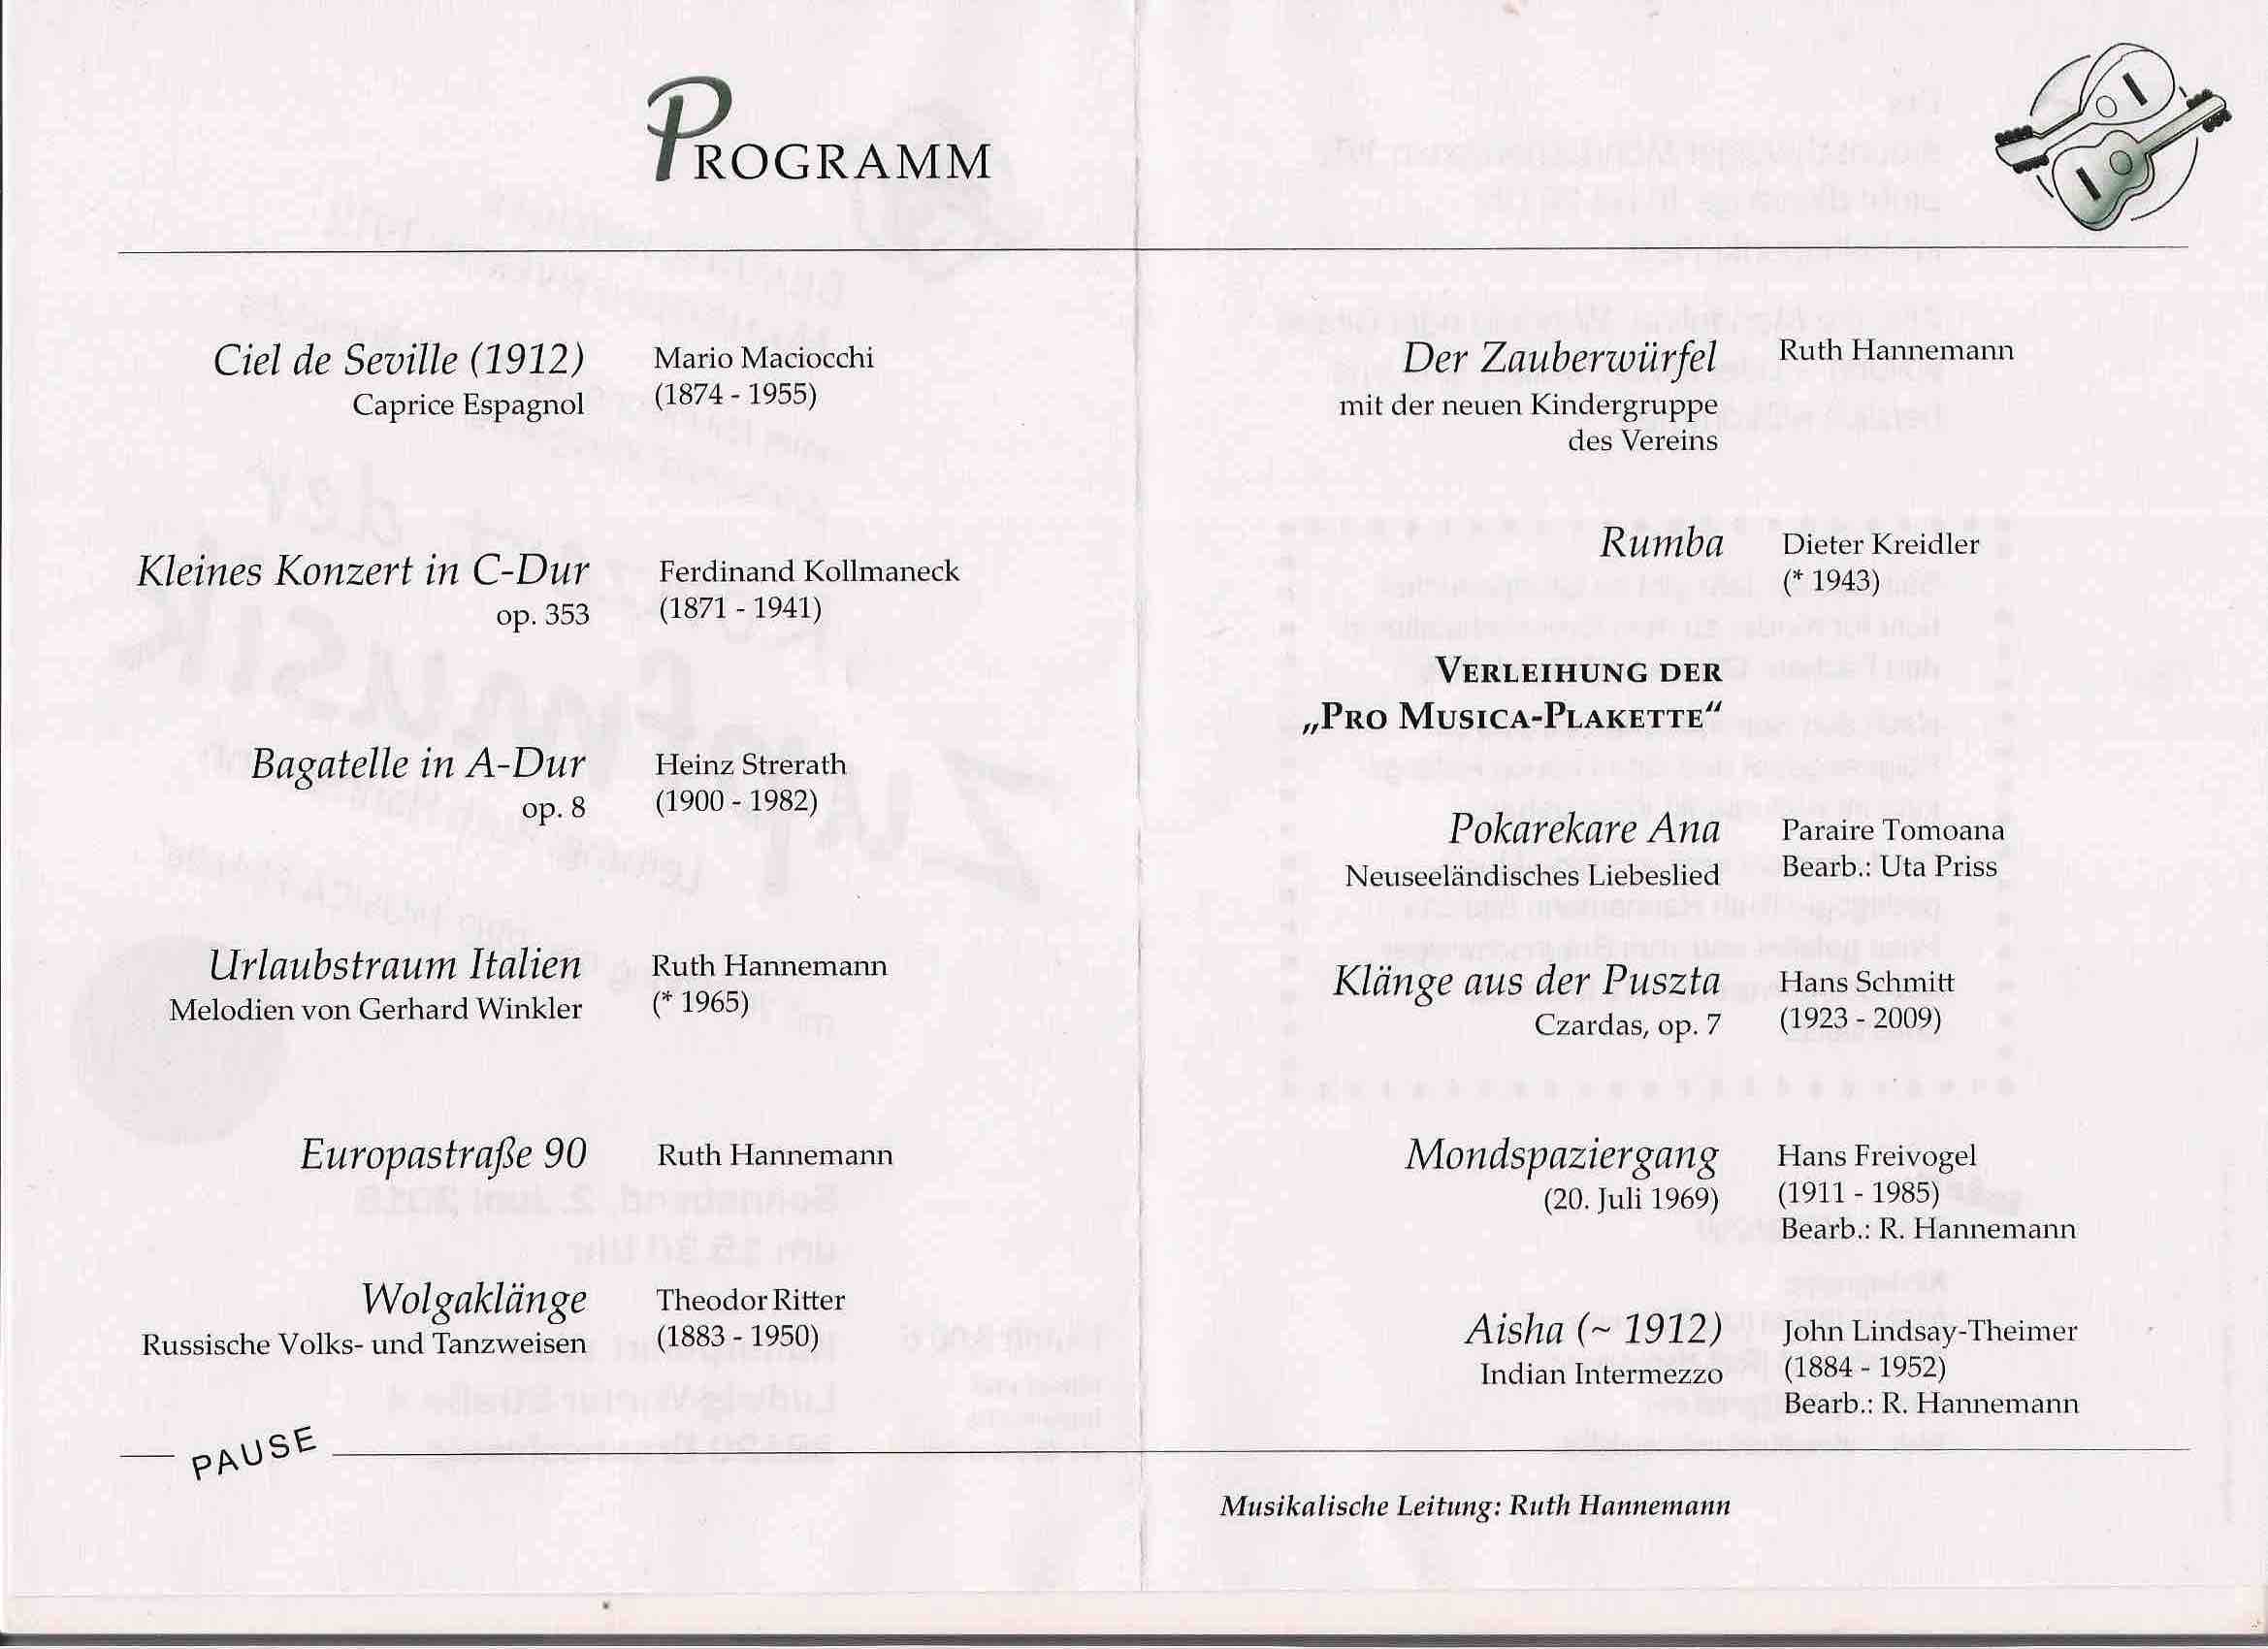 PROGRAMM
Ciel de Seville (1912)
Caprice Espagnol
Mario Maciocchi
(1874 - 1955)
Kleines Konzert in C-Dur
op. 353
Ferdinand Kollmaneck
(1871 - 1941)
Bagatelle in A-Dur
op. 8
Heinz Strerath
(1900 - 1982)
Urlaubstraum Italien
Melodien von Gerhard Winkler
Ruth Hannemann
(* 1965)
Europastraße 90
Ruth Hannemann
Wolgaklänge
Russische Volks- und Tanzweisen
Theodor Ritter
(1883 - 1950)
PAUSE
Der Zauberwürfel
mit der neuen Kindergruppe
des Vereins
Ruth Hannemann
Rumba
Dieter Kreidler
(* 1943)
VERLEIHUNG DER
„PRO MUSICA-PLAKETTE“
Pokarekare Ana
Neuseeländisches Liebeslied
Paraire Tomoana
Bearb.: Uta Priss
Klänge aus der Puszta
Czardas, op. 7
Hans Schmitt
(1923 - 2009)
Mondspaziergang
(20. Juli 1969)
Hans Freivogel
(1911 - 1985)
Bearb.: R. Hannemann
Aisha (~ 1912)
Indian Intermezzo
John Lindsay-Theimer
(1884 - 1952)
Bearb.: R. Hannemann
Musikalische Leitung: Ruth Hannemann